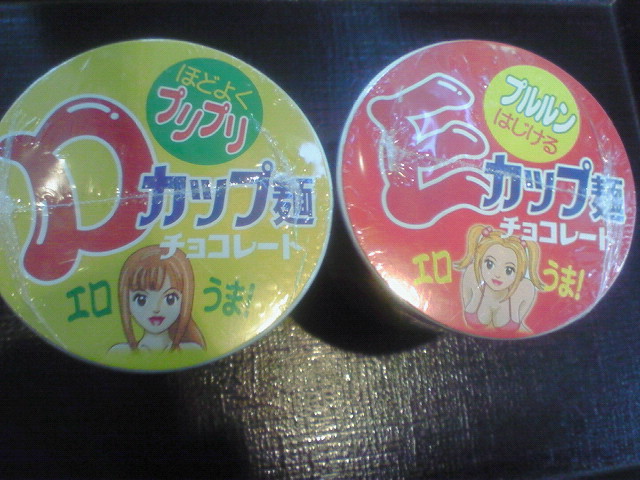 ほどよく
プリプリ
D
カップ麺
チョコレート
エロ うま!
プルルン
はじける
E
カップ麺
チョコレート
エロ うま!